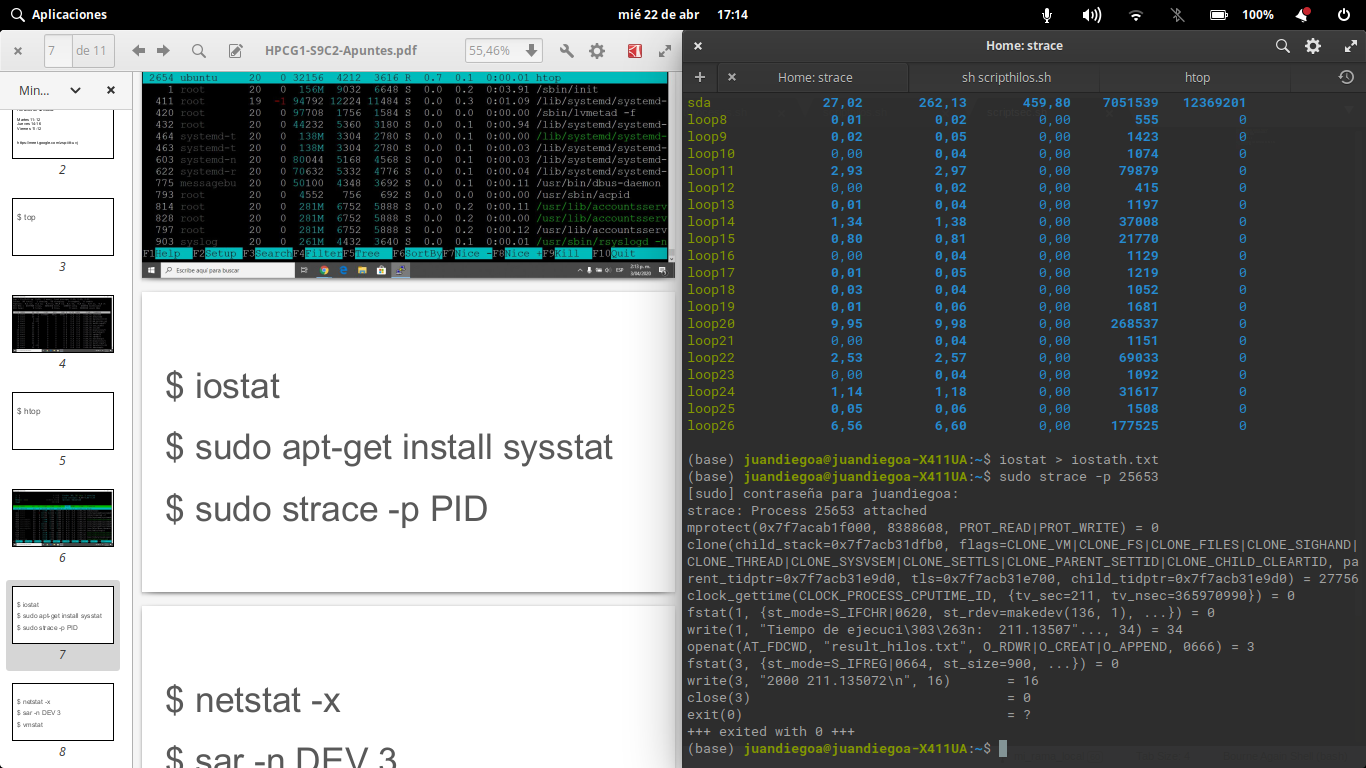 Aplicaciones
mié 22 de abr 17:14
100%
7 de 11
HPCG1-S9C2-Apuntes.pdf
55,46%
Min...
2
$ top
3
4
$ htop
5
6
$ iostat
$ sudo apt-get install sysstat
$ sudo strace -p PID
7
$ netstat -x
$ sar -n DEV 3
$ vmstat
8
2654 ubuntu 20 0 32156 4212 3616 R 0.7 0.1 0:00.01 htop
1 root 20 0 156M 9032 6648 S 0.0 0.2 0:03.91 /sbin/init
411 root 19 -1 94792 12224 11484 S 0.0 0.3 0:01.09 /lib/systemd/systemd-
420 root 20 0 97708 1756 1584 S 0.0 0.0 0:00.00 /sbin/lvmetad -f
432 root 20 0 44232 5360 3180 S 0.0 0.1 0:00.94 /lib/systemd/systemd-
464 systemd-t 20 0 138M 3304 2780 S 0.0 0.1 0:00.00 /lib/systemd/systemd-
463 systemd-t 20 0 138M 3304 2780 S 0.0 0.1 0:00.03 /lib/systemd/systemd-
603 systemd-n 20 0 80044 5168 4568 S 0.0 0.1 0:00.03 /lib/systemd/systemd-
622 systemd-r 20 0 70632 5332 4776 S 0.0 0.1 0:00.04 /lib/systemd/systemd-
775 messagebu 20 0 50100 4348 3692 S 0.0 0.1 0:00.11 /usr/bin/dbus-daemon
793 root 20 0 4552 756 692 S 0.0 0.0 0:00.00 /usr/sbin/acpid
814 root 20 0 281M 6752 5888 S 0.0 0.2 0:00.11 /usr/lib/accountsserv
828 root 20 0 281M 6752 5888 S 0.0 0.2 0:00.00 /usr/lib/accountsserv
797 root 20 0 281M 6752 5888 S 0.0 0.2 0:00.12 /usr/lib/accountsserv
903 syslog 20 0 261M 4432 3640 S 0.0 0.1 0:00.01 /usr/sbin/rsyslogd -n
F1Help F2Setup F3SearchF4FilterF5Tree F6SortByF7Nice -F8Nice +F9Kill F10Quit
Escribe aquí para buscar
ESP
2:15 p.m.
3/04/2020
$ iostat
$ sudo apt-get install sysstat
$ sudo strace -p PID
$ netstat -x
$ sar -n DEV 3
Home: strace
Home: strace sh scripthilos.sh htop
sda 27,02 262,13 459,80 7051539 12369201
loop8 0,01 0,02 0,00 555 0
loop9 0,02 0,05 0,00 1423 0
loop10 0,00 0,04 0,00 1074 0
loop11 2,93 2,97 0,00 79879 0
loop12 0,00 0,02 0,00 415 0
loop13 0,01 0,04 0,00 1197 0
loop14 1,34 1,38 0,00 37008 0
loop15 0,80 0,81 0,00 21770 0
loop16 0,00 0,04 0,00 1129 0
loop17 0,01 0,05 0,00 1219 0
loop18 0,03 0,04 0,00 1052 0
loop19 0,01 0,06 0,00 1681 0
loop20 9,95 9,98 0,00 268537 0
loop21 0,00 0,04 0,00 1151 0
loop22 2,53 2,57 0,00 69033 0
loop23 0,00 0,04 0,00 1092 0
loop24 1,14 1,18 0,00 31617 0
loop25 0,05 0,06 0,00 1508 0
loop26 6,56 6,60 0,00 177525 0
(base) juandiegoa@juandiegoa-X411UA:~$ iostat > iostath.txt
(base) juandiegoa@juandiegoa-X411UA:~$ sudo strace -p 25653
[sudo] contraseña para juandiegoa:
strace: Process 25653 attached
mprotect(0x7f7acab1f000, 8388608, PROT_READ|PROT_WRITE) = 0
clone(child_stack=0x7f7acb31dfb0, flags=CLONE_VM|CLONE_FS|CLONE_FILES|CLONE_SIGHAND|
CLONE_THREAD|CLONE_SYSVSEM|CLONE_SETTLS|CLONE_PARENT_SETTID|CLONE_CHILD_CLEARTID, pa
rent_tidptr=0x7f7acb31e9d0, tls=0x7f7acb31e700, child_tidptr=0x7f7acb31e9d0) = 27756
clock_gettime(CLOCK_PROCESS_CPUTIME_ID, {tv_sec=211, tv_nsec=365970990}) = 0
fstat(1, {st_mode=S_IFCHR|0620, st_rdev=makedev(136, 1), ...}) = 0
write(1, "Tiempo de ejecuci\303\263n: 211.13507"..., 34) = 34
openat(AT_FDCWD, "result_hilos.txt", O_RDWR|O_CREAT|O_APPEND, 0666) = 3
fstat(3, {st_mode=S_IFREG|0664, st_size=900, ...}) = 0
write(3, "2000 211.135072\n", 16) = 16
close(3) = 0
exit(0) = ?
+++ exited with 0 +++
(base) juandiegoa@juandiegoa-X411UA:~$